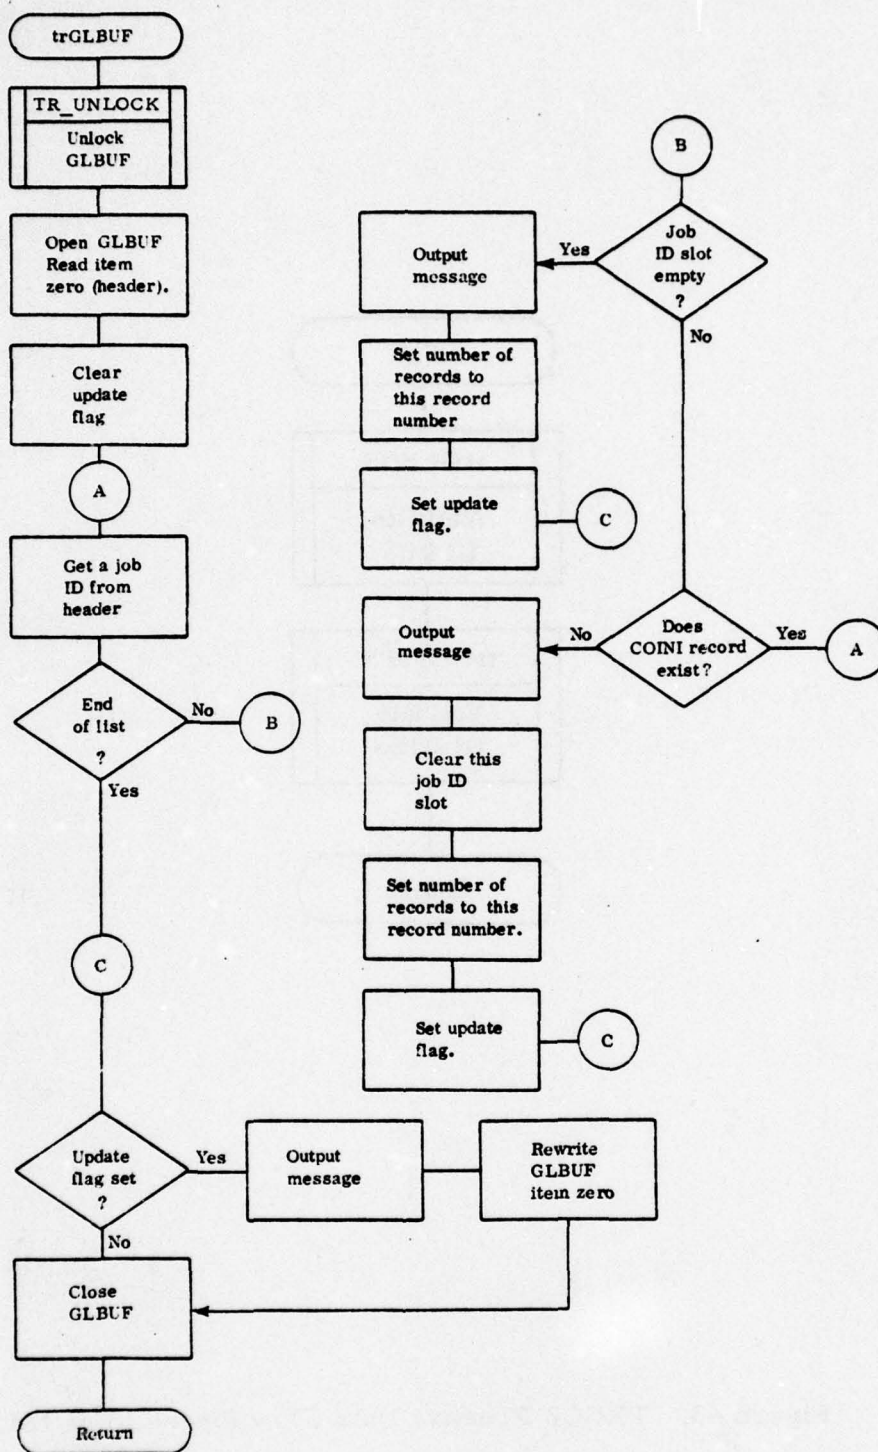 trGLBUF
TR_UNLOCK
Unlock
GLBUF
Open GLBUF
Read item
zero (header).
Clear
update
flag
A
Get a job
ID from
header
End
of list
?
No
B
Yes
C
Update
flag set
?
Yes
Output
message
Rewrite
GLBUF
item zero
No
Close
GLBUF
Return
B
Job
ID slot
empty
?
Yes
Output
message
Set number of
records to
this record
number
Set update
flag.
C
No
Does
COINI record
exist?
Yes
A
No
Output
message
Clear this
job ID
slot
Set number of
records to this
record number.
Set update
flag.
C